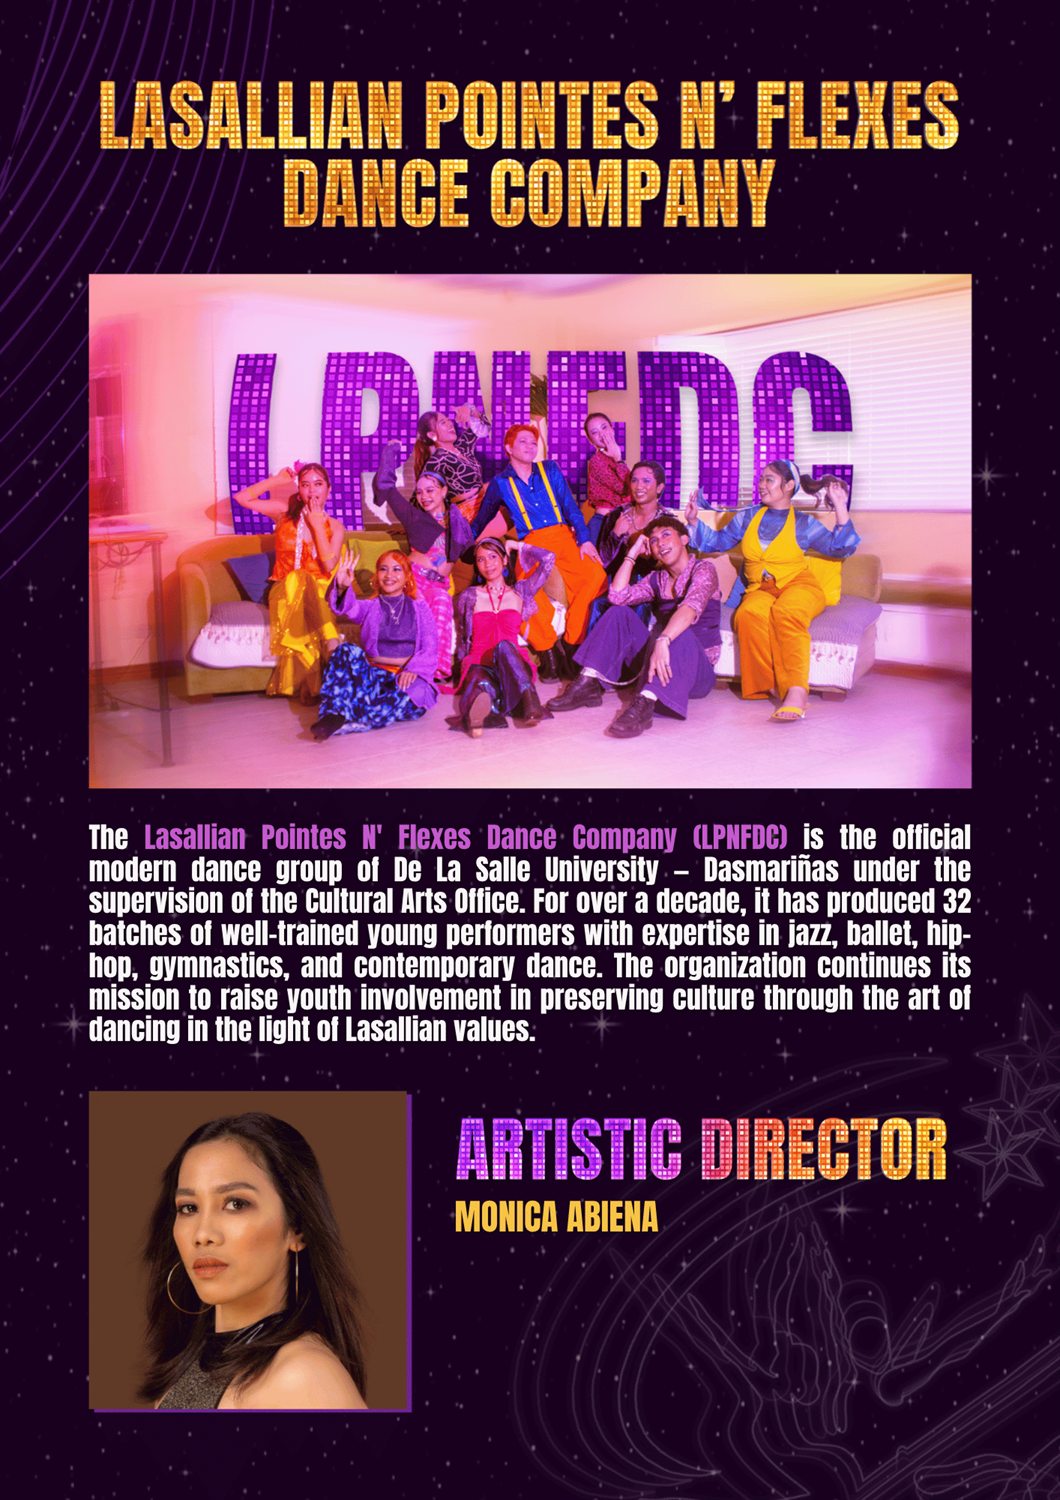 LASALLIAN POINTES N’ FLEXES
DANCE COMPANY
LPNFDC
The Lasallian Pointes N' Flexes Dance Company (LPNFDC) is the official
modern dance group of De La Salle University – Dasmariñas under the
supervision of the Cultural Arts Office. For over a decade, it has produced 32
batches of well-trained young performers with expertise in jazz, ballet, hip-
hop, gymnastics, and contemporary dance. The organization continues its
mission to raise youth involvement in preserving culture through the art of
dancing in the light of Lasallian values.
ARTISTIC DIRECTOR
MONICA ABIENA